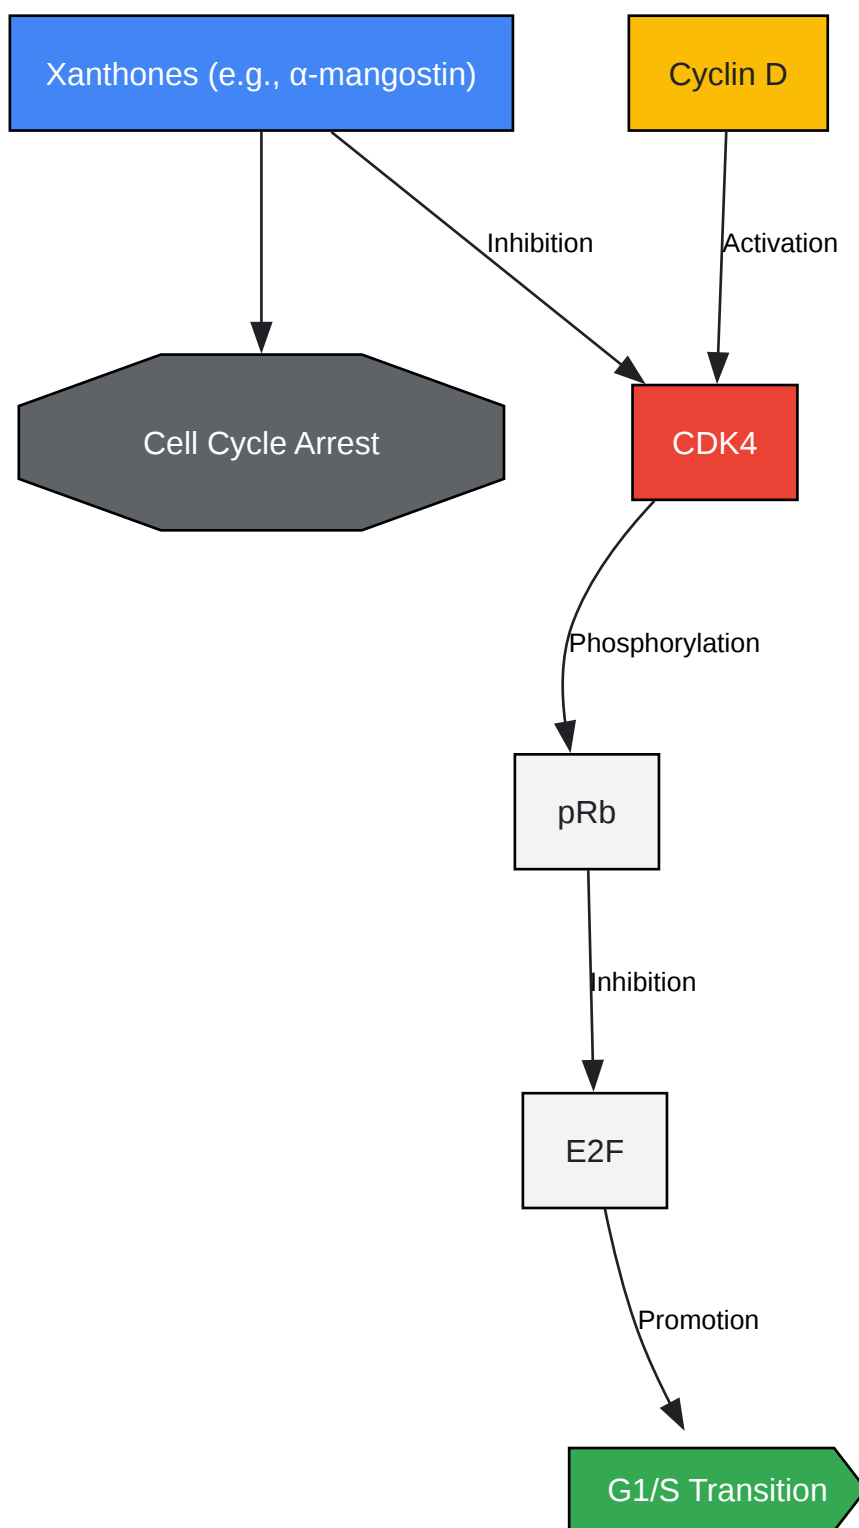 Xanthones (e.g., α-mangostin)
Cyclin D
Inhibition
Activation
Cell Cycle Arrest
CDK4
Phosphorylation
pRb
Inhibition
E2F
Promotion
G1/S Transition